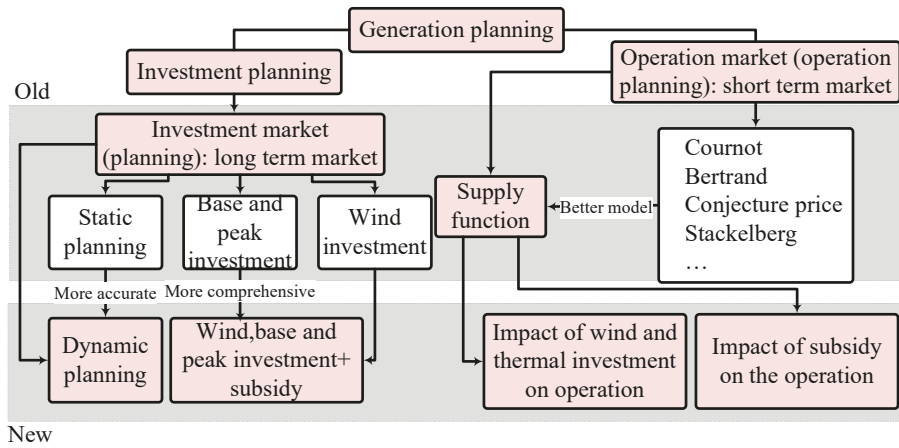 Generation planning
Investment planning
Operation market (operation
planning): short term market
Old
Investment market
(planning): long term market
Cournot
Bertrand
Conjecture price
Stackelberg
…
Supply
function
Better model
Static
planning
Base and
peak
investment
Wind
investment
More accurate
More comprehensive
Dynamic
planning
Wind,base and
peak investment+
subsidy
Impact of wind and
thermal investment
on operation
Impact of subsidy
on the operation
New